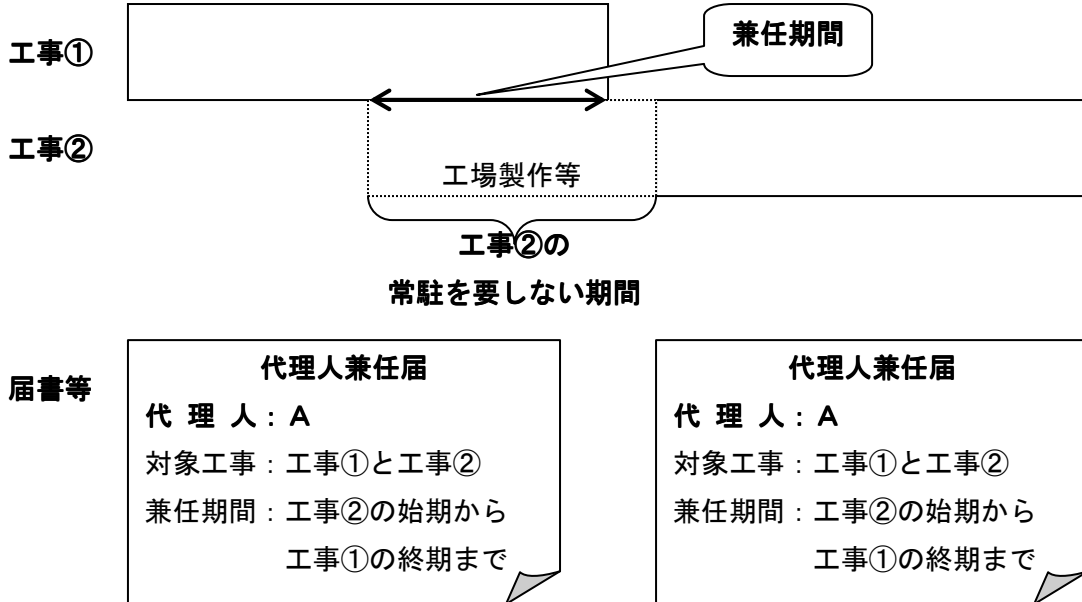 工事①
兼任期間
工事②
工場製作等
工事②の
常駐を要しない期間
届書等
代理人兼任届
代 理 人：Ａ
対象工事：工事①と工事②
兼任期間：工事②の始期から
工事①の終期まで
代理人兼任届
代 理 人：Ａ
対象工事：工事①と工事②
兼任期間：工事②の始期から
工事①の終期まで